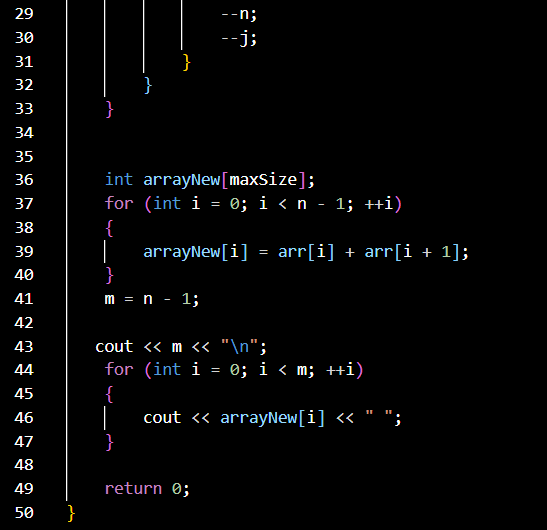 29 --n;
30 --j;
31 }
32 }
33 }
34
35
36 int arrayNew[maxSize];
37 for (int i = 0; i < n - 1; ++i)
38 {
39 arrayNew[i] = arr[i] + arr[i + 1];
40 }
41 m = n - 1;
42
43 cout << m << "\n";
44 for (int i = 0; i < m; ++i)
45 {
46 cout << arrayNew[i] << " ";
47 }
48
49 return 0;
50 }